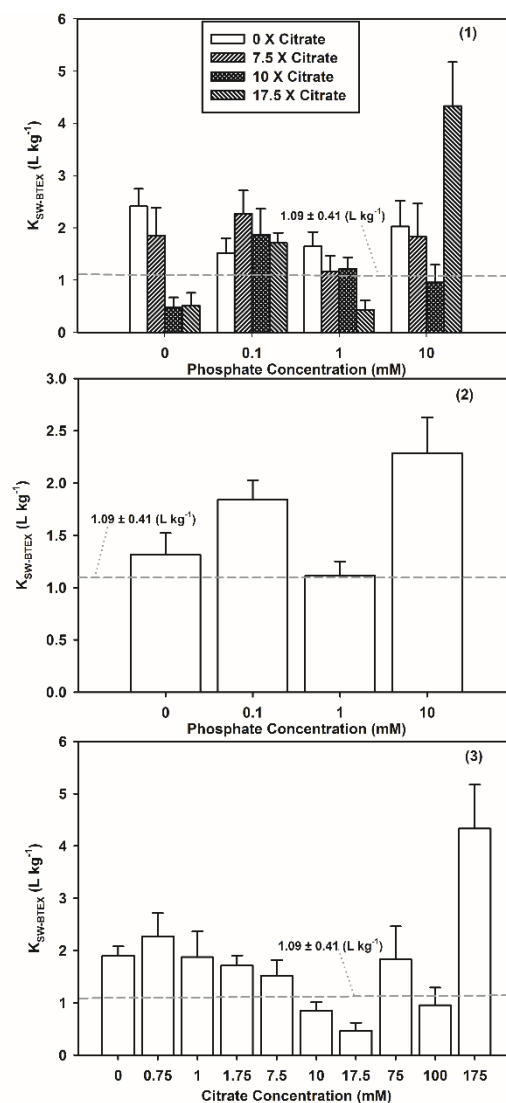 (1)
0 X Citrate
7.5 X Citrate
10 X Citrate
17.5 X Citrate
6
5
4
3
2
1
0
K_SW-BTEX (L kg⁻¹)
1.09 ± 0.41 (L kg⁻¹)
0 0.1 1 10
Phosphate Concentration (mM)
(2)
3.0
2.5
2.0
1.5
1.0
0.5
0.0
K_SW-BTEX (L kg⁻¹)
1.09 ± 0.41 (L kg⁻¹)
0 0.1 1 10
Phosphate Concentration (mM)
(3)
6
5
4
3
2
1
0
K_SW-BTEX (L kg⁻¹)
1.09 ± 0.41 (L kg⁻¹)
0 0.75 1 1.75 7.5 10 17.5 75 100 175
Citrate Concentration (mM)